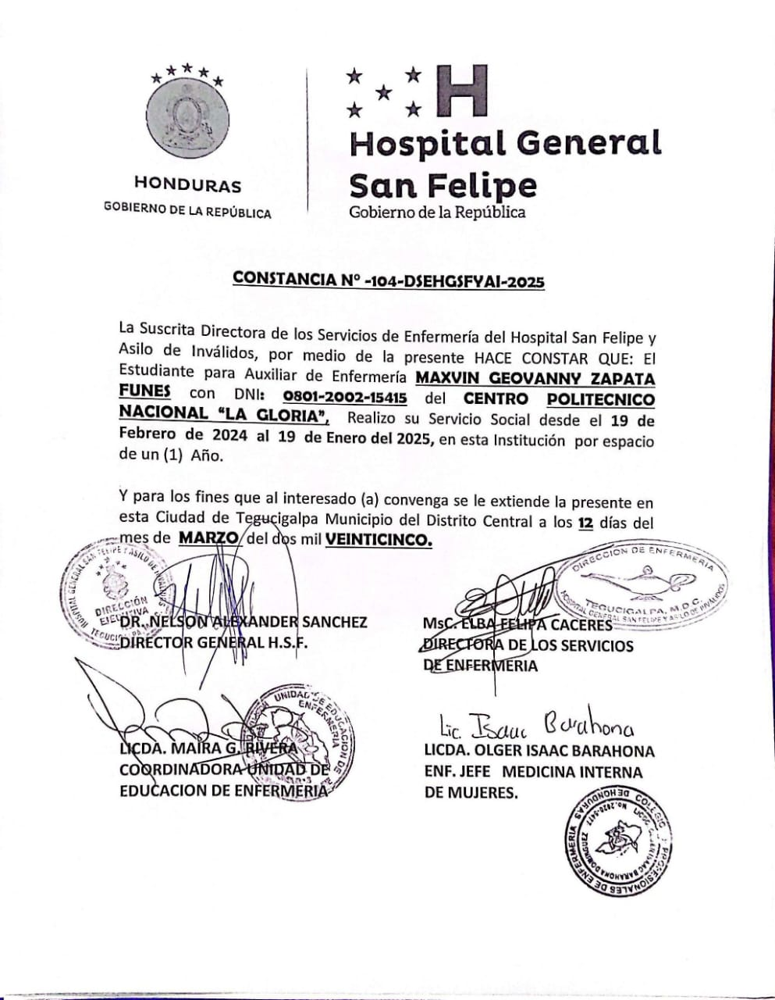 HONDURAS
GOBIERNO DE LA REPÚBLICA
H
Hospital General
San Felipe
Gobierno de la República
CONSTANCIA Nº -104-DSEHGSFYAI-2025
La Suscrita Directora de los Servicios de Enfermería del Hospital San Felipe y
Asilo de Inválidos, por medio de la presente HACE CONSTAR QUE: El
Estudiante para Auxiliar de Enfermería MAXVIN GEOVANNY ZAPATA
FUNES con DNI: 0801-2002-15415 del CENTRO POLITECNICO
NACIONAL “LA GLORIA”, Realizo su Servicio Social desde el 19 de
Febrero de 2024 al 19 de Enero del 2025, en esta Institución por espacio
de un (1) Año.
Y para los fines que al interesado (a) convenga se le extiende la presente en
esta Ciudad de Tegucigalpa Municipio del Distrito Central a los 12 días del
mes de MARZO del dos mil VEINTICINCO.
HOSPITAL GENERAL SAN FELIPE Y ASILO DE
DIRECCIÓN
EJECUTIVA
DR. NELSON ALEXANDER SANCHEZ
DIRECTOR GENERAL H.S.F.
DIRECCION DE ENFERMERIA
TEGUCIGALPA, M.D.C.
HOSPITAL GENERAL SAN FELIPE Y ASILO DE INVÁLIDOS
MsC. ELBA FELIPA CACERES
DIRECTORA DE LOS SERVICIOS
DE ENFERMERIA
UNIDAD DE EDUCACION DE
ENFERMERIA
LICDA. MAIRA G. RIVERA
COORDINADORA UNIDAD DE
EDUCACION DE ENFERMERIA
Lic. Isaac Barahona
LICDA. OLGER ISAAC BARAHONA
ENF. JEFE MEDICINA INTERNA
DE MUJERES.
COLEGIO PROFESIONALES DE ENFERMERIA DE HONDURAS
ISAAC BARAHONA DOMINGUEZ